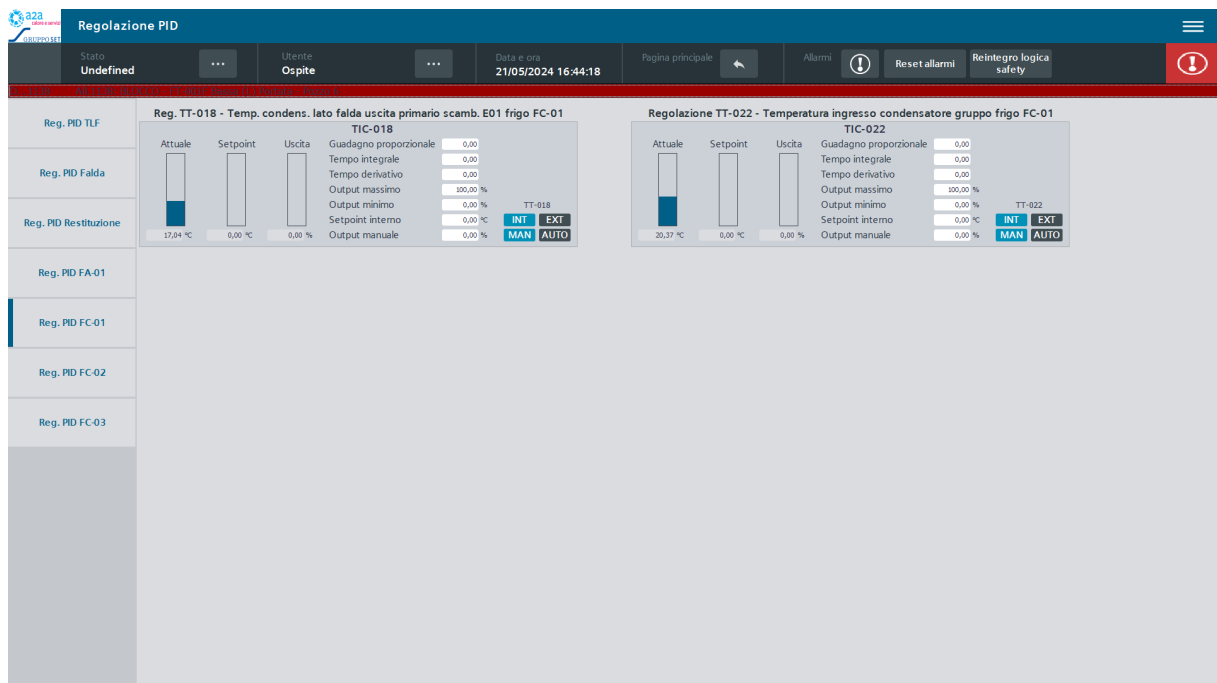 a2a
GRUPPO SET
Regolazione PID
Stato
Undefined
...
Utente
Ospite
...
Data e ora
21/05/2024 16:44:18
Pagina principale
Allarmi
Reset allarmi
Reintegro logica
safety
Reg. PID TLF
Reg. PID Falda
Reg. PID Restituzione
Reg. PID FA-01
Reg. PID FC-01
Reg. PID FC-02
Reg. PID FC-03
Reg. TT-018 - Temp. condens. lato falda uscita primario scamb. E01 frigo FC-01
TIC-018
Attuale Setpoint Uscita
Guadagno proporzionale 0,00
Tempo integrale 0,00
Tempo derivativo 0,00
Output massimo 100,00 %
Output minimo 0,00 % TT-018
Setpoint interno 0,00 °C INT EXT
17,04 °C 0,00 °C 0,00 % Output manuale 0,00 % MAN AUTO
Regolazione TT-022 - Temperatura ingresso condensatore gruppo frigo FC-01
TIC-022
Attuale Setpoint Uscita
Guadagno proporzionale 0,00
Tempo integrale 0,00
Tempo derivativo 0,00
Output massimo 100,00 %
Output minimo 0,00 % TT-022
Setpoint interno 0,00 °C INT EXT
20,37 °C 0,00 °C 0,00 % Output manuale 0,00 % MAN AUTO